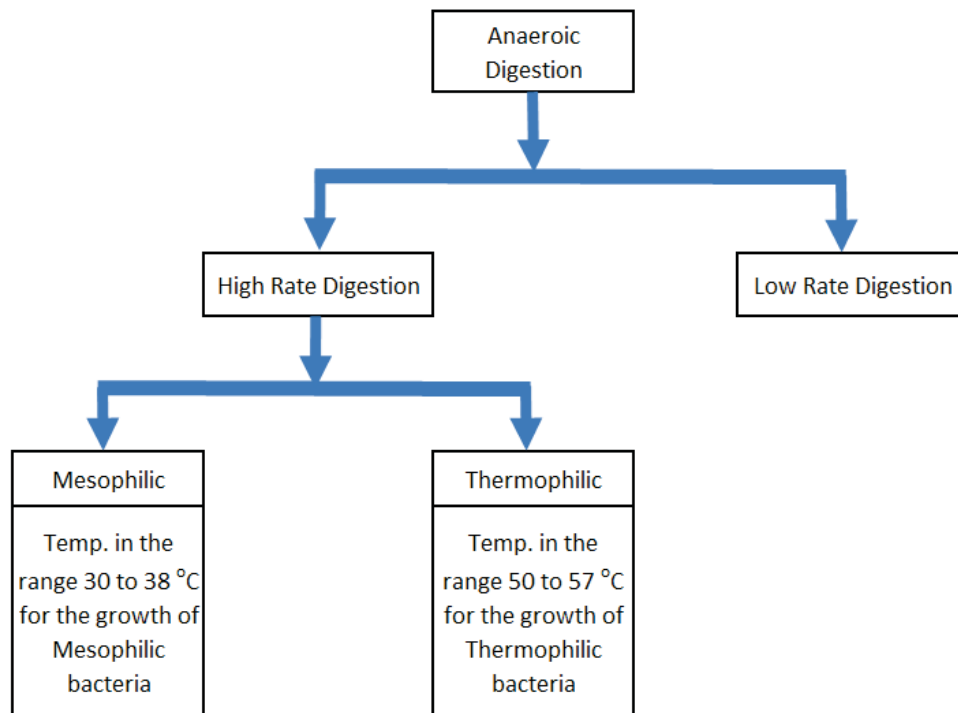 Anaeroic
Digestion
High Rate Digestion
Low Rate Digestion
Mesophilic
Temp. in the
range 30 to 38 °C
for the growth of
Mesophilic
bacteria
Thermophilic
Temp. in the
range 50 to 57 °C
for the growth of
Thermophilic
bacteria